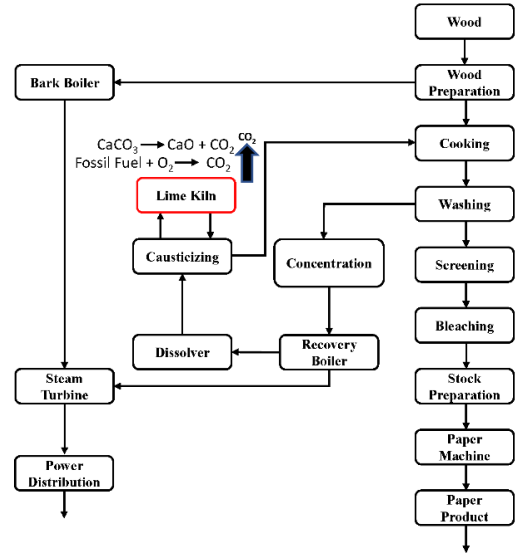 Wood
Bark Boiler
Wood
Preparation
CaCO₃ → CaO + CO₂
CO₂
Fossil Fuel + O₂ → CO₂
Cooking
Lime Kiln
Washing
Causticizing
Concentration
Screening
Bleaching
Dissolver
Recovery
Boiler
Steam
Turbine
Stock
Preparation
Paper
Machine
Power
Distribution
Paper
Product